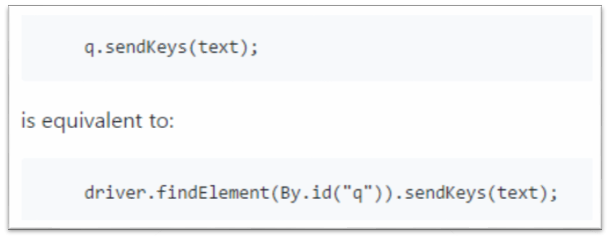 q.sendKeys(text);
is equivalent to:
driver.findElement(By.id("q")).sendKeys(text);